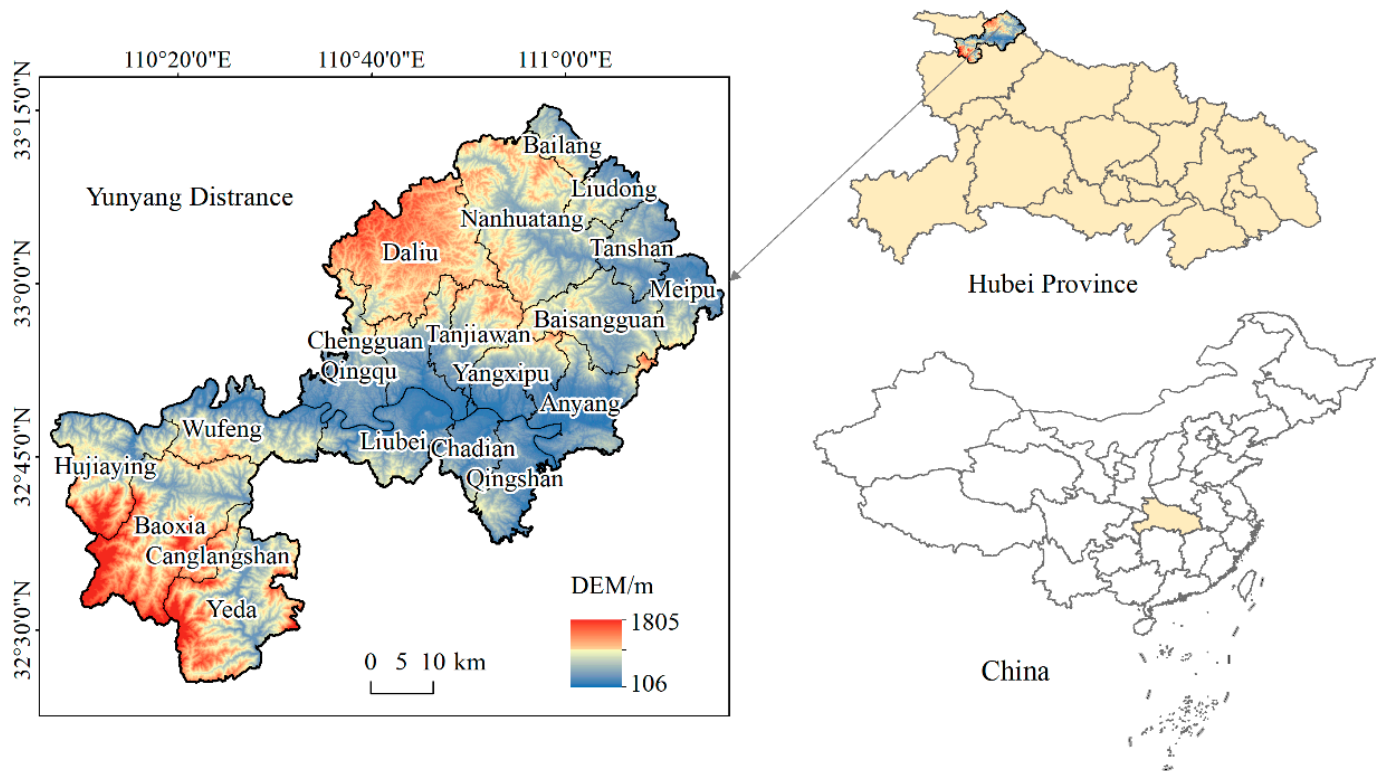 110°20'0"E
110°40'0"E
111°0'0"E
33°15'0"N
33°0'0"N
32°45'0"N
32°30'0"N
Yunyang Distrance
Bailang
Liudong
Nanhuatang
Tanshan
Daliu
Meipu
Baisangguan
Chengguan
Tanjiawan
Qingqu
Yangxipu
Anyang
Wufeng
Liubei
Chadian
Hujiaying
Qingshan
Baoxia
Canglangshan
Yeda
DEM/m
1805
106
0 5 10 km
Hubei Province
China